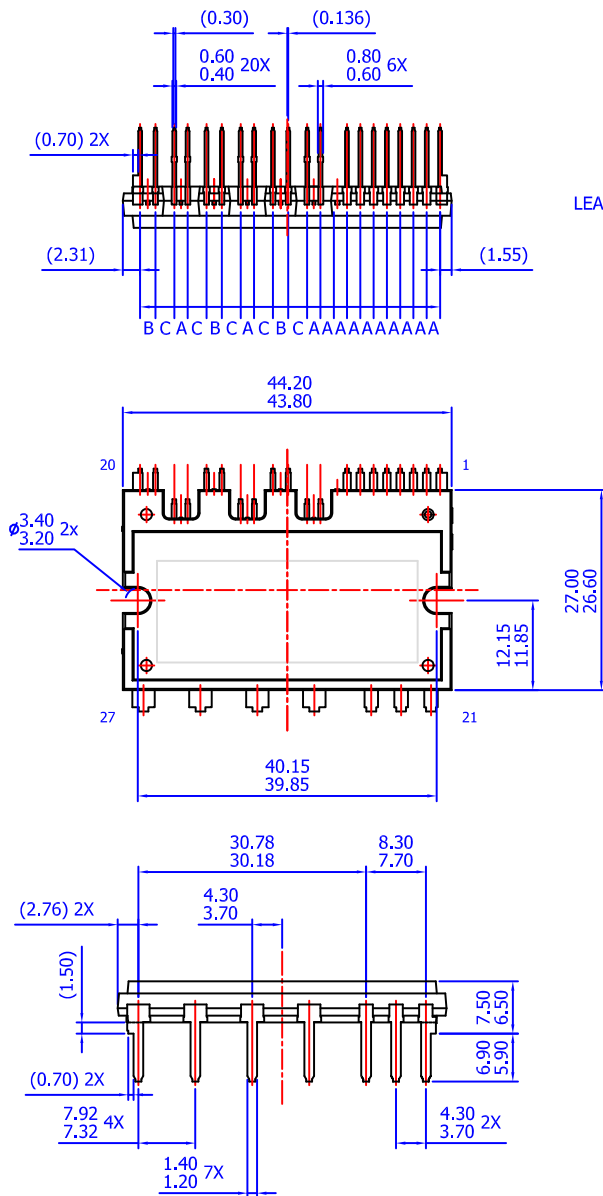 (0.30)
(0.136)
0.60
0.40 20X
0.80
0.60 6X
(0.70) 2X
LEA
(2.31)
(1.55)
B C A C B C A C B C A A A A A A A A A A
44.20
43.80
20
1
ø3.40
3.20 2x
27.00
26.60
12.15
11.85
27
21
40.15
39.85
30.78
30.18
8.30
7.70
4.30
3.70
(2.76) 2X
(1.50)
7.50
6.50
6.90
5.90
(0.70) 2X
7.92
7.32 4X
4.30
3.70 2X
1.40
1.20 7X